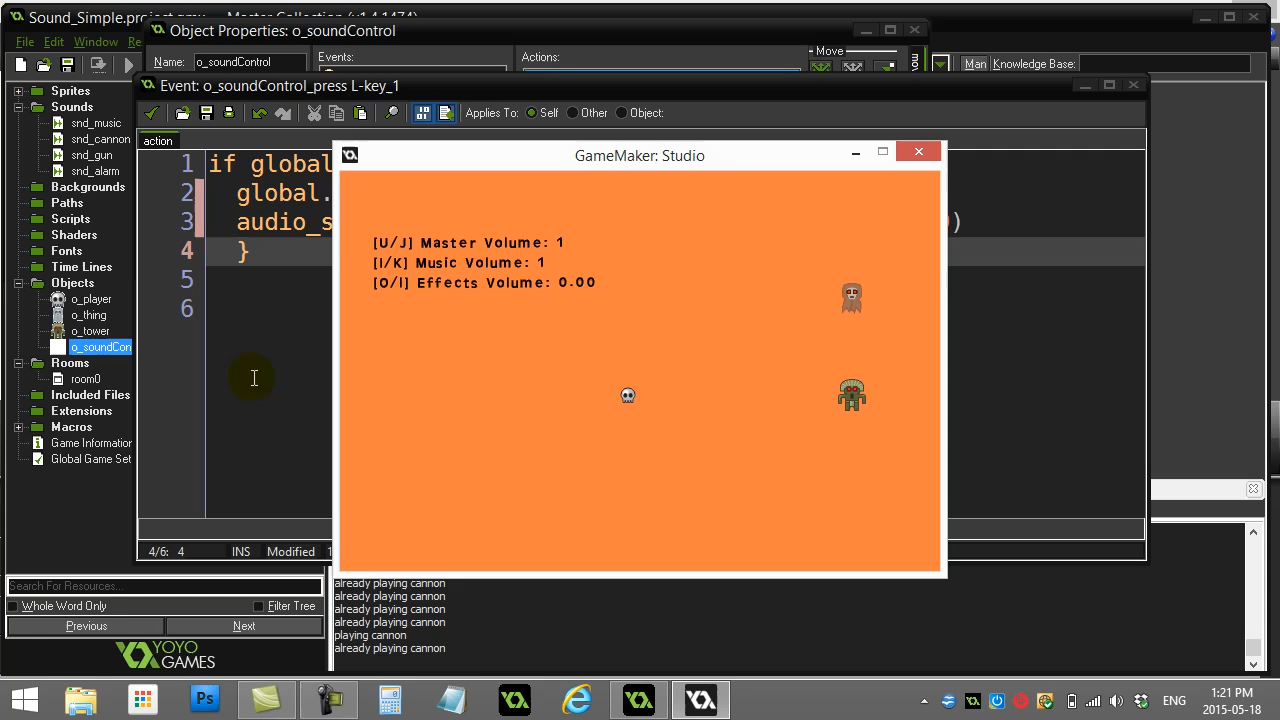 Sound_Simple.project.gmx - Master Collection (v1.4.1474)
Object Properties: o_soundControl
File Edit Window Re
Name: o_soundControl
Events:
Actions:
Move
Man
Knowledge Base:
Event: o_soundControl_press L-key_1
Applies To: Self Other Object:
action
Sprites
Sounds
snd_music
snd_cannon
snd_gun
snd_alarm
Backgrounds
Paths
Scripts
Shaders
Fonts
Time Lines
Objects
o_player
o_thing
o_tower
o_soundCon
Rooms
room0
Included Files
Extensions
Macros
Game Information
Global Game Set
1 if global
2 global.
3 audio_s )
4 }
5
6
GameMaker: Studio
[U/J] Master Volume: 1
[I/K] Music Volume: 1
[O/l] Effects Volume: 0.00
4/6: 4 INS Modified 1
Search For Resources...
Whole Word Only Filter Tree
Previous Next
YOYO
GAMES
already playing cannon
already playing cannon
already playing cannon
already playing cannon
playing cannon
already playing cannon
Ps
ENG
1:21 PM
2015-05-18